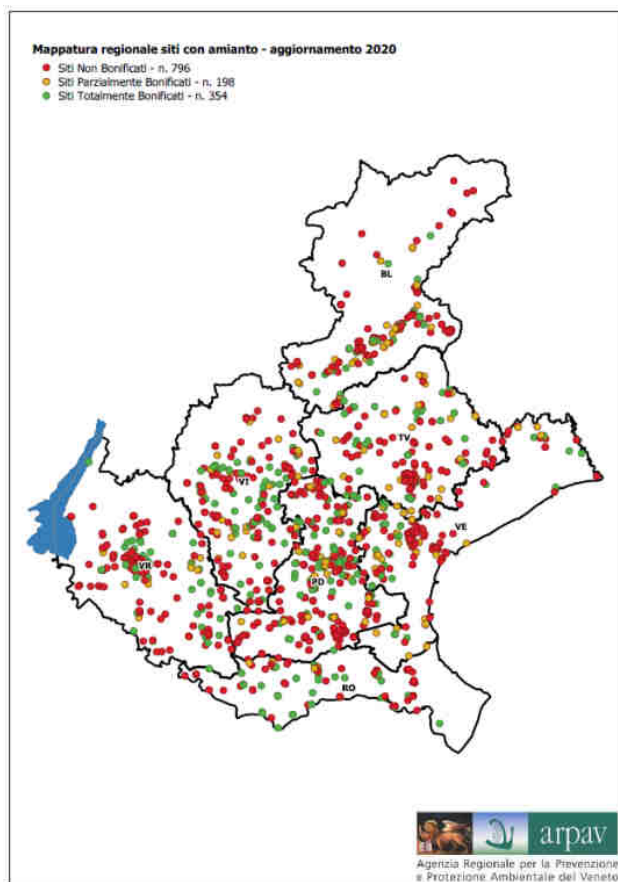 Mappatura regionale siti con amianto - aggiornamento 2020
Siti Non Bonificati - n. 796
Siti Parzialmente Bonificati - n. 198
Siti Totalmente Bonificati - n. 354
BL
TV
VI
VE
VR
PD
RO
arpav
Agenzia Regionale per la Prevenzione
e Protezione Ambientale del Veneto